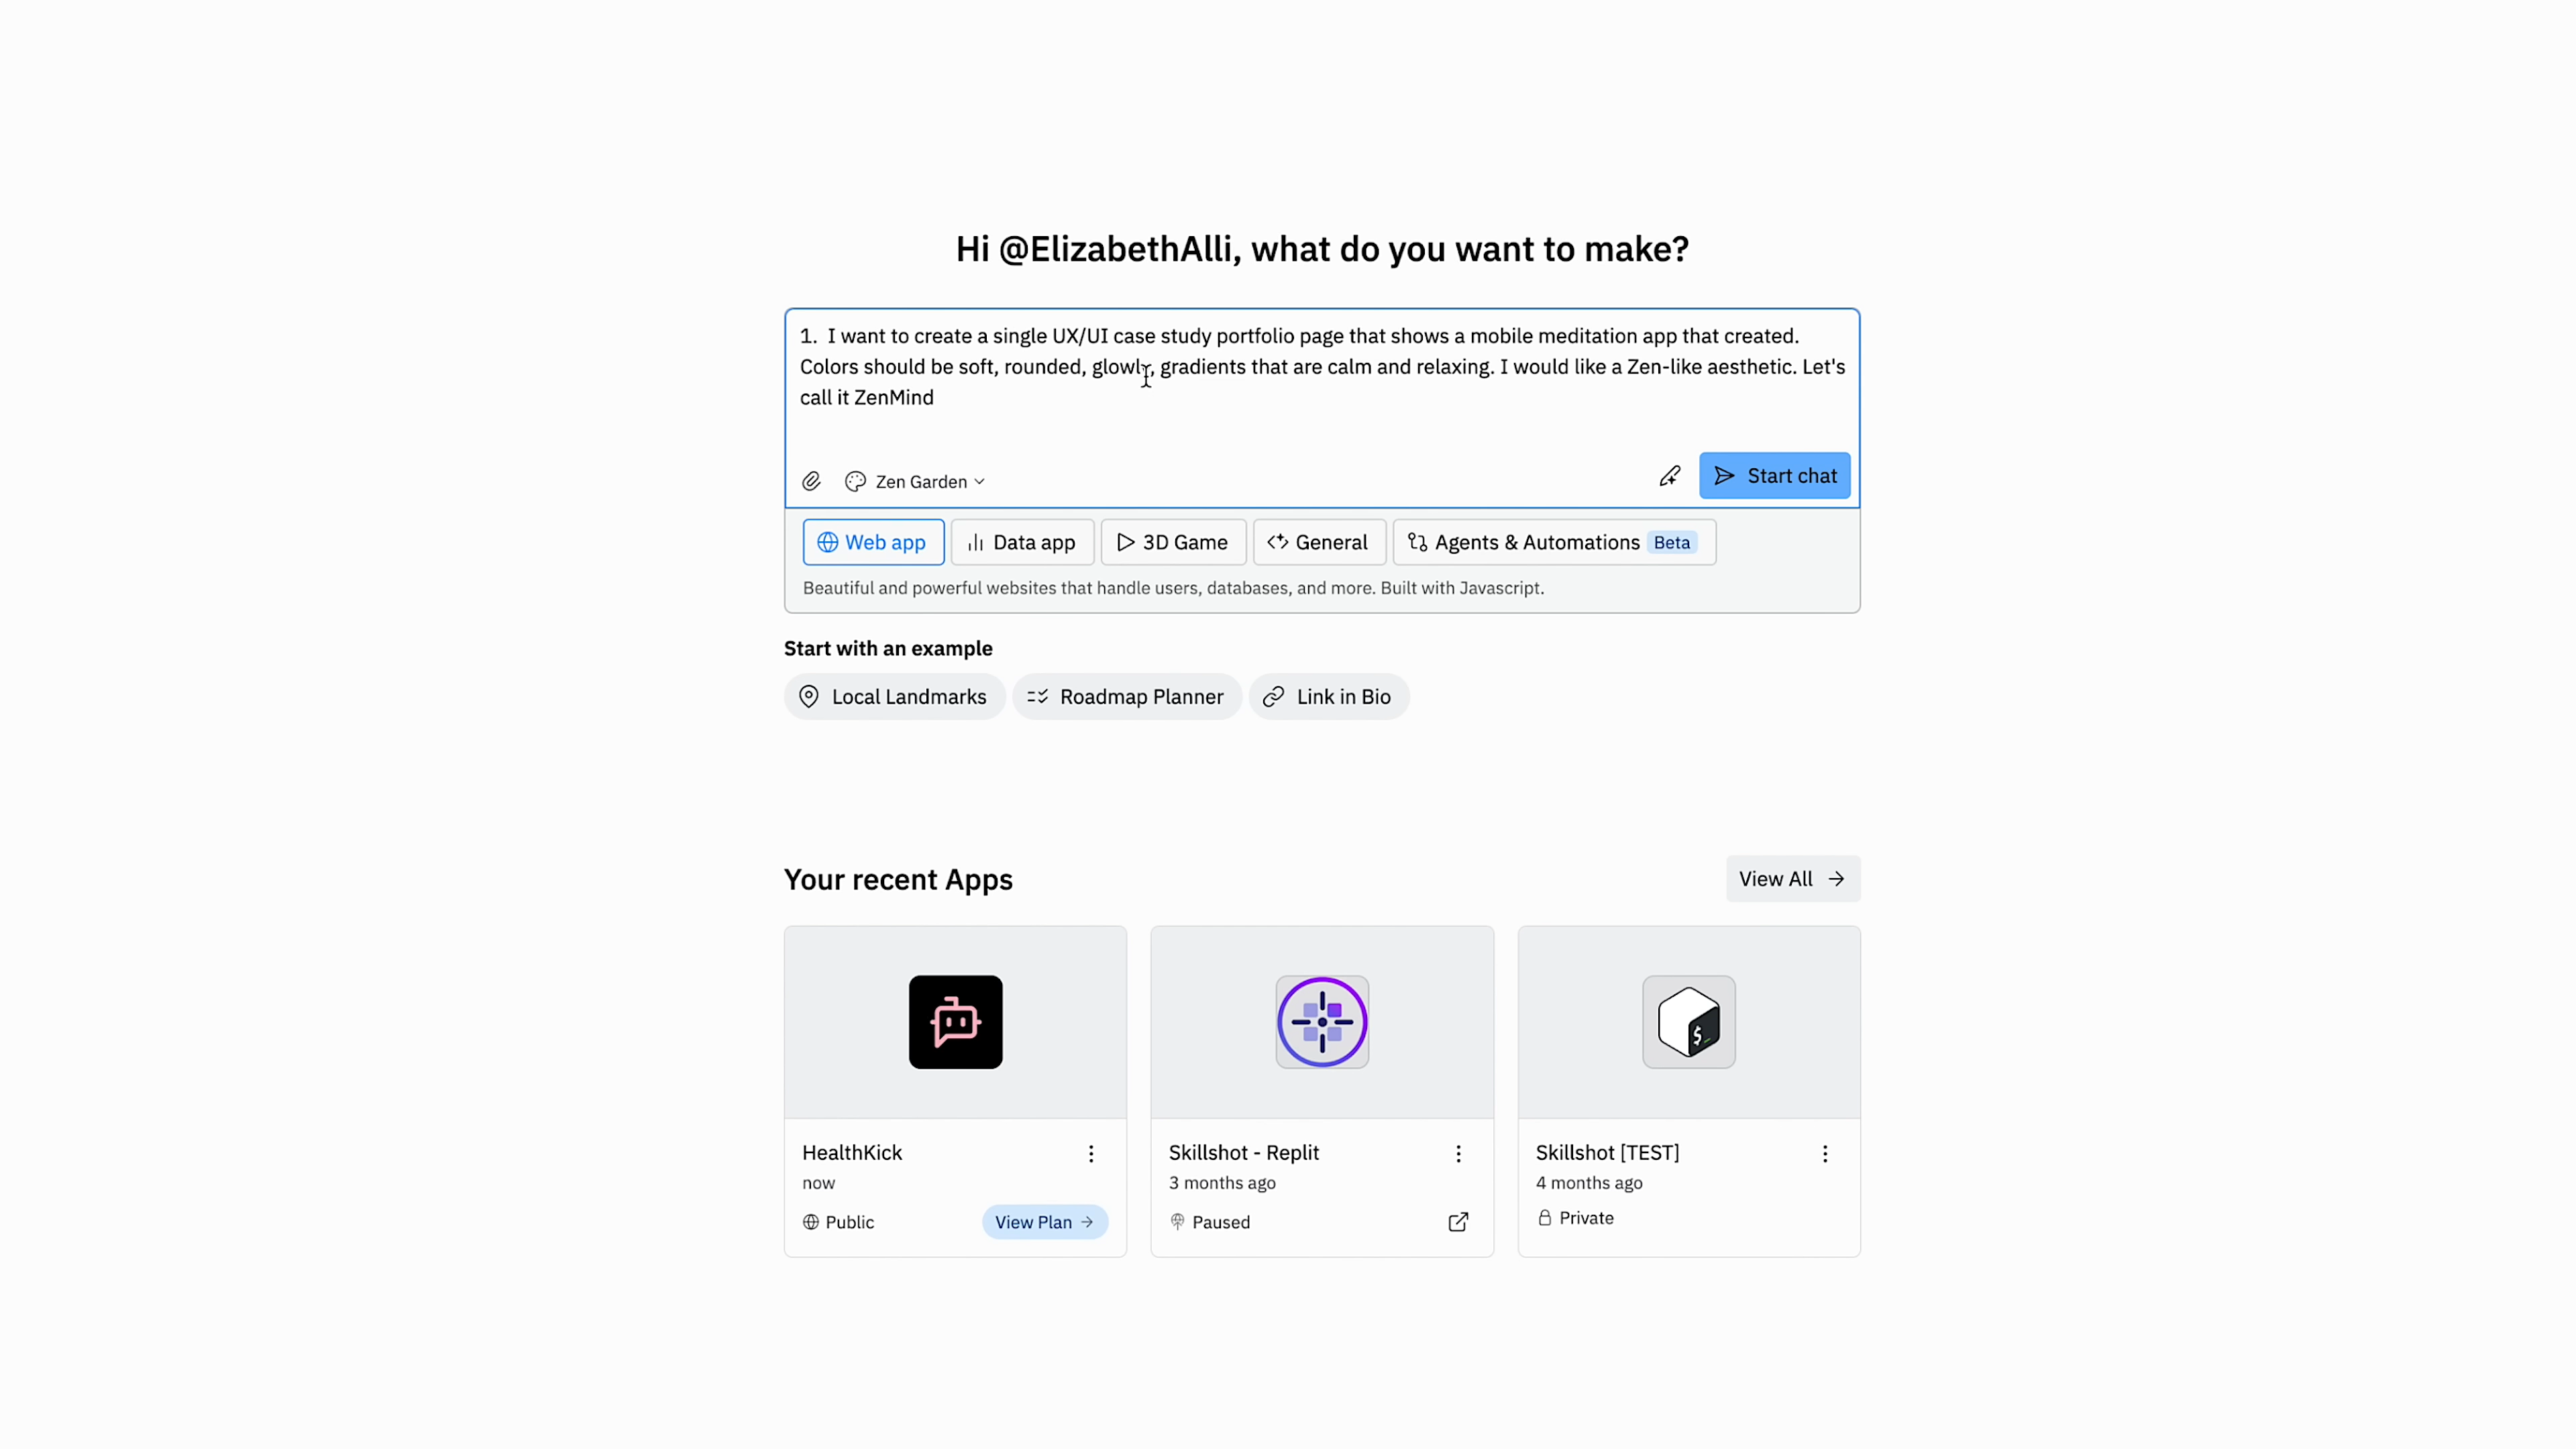 Hi @ElizabethAlli, what do you want to make?
1. I want to create a single UX/UI case study portfolio page that shows a mobile meditation app that created.
Colors should be soft, rounded, glowly, gradients that are calm and relaxing. I would like a Zen-like aesthetic. Let's
call it ZenMind
Zen Garden
Start chat
Web app
Data app
3D Game
General
Agents & Automations Beta
Beautiful and powerful websites that handle users, databases, and more. Built with Javascript.
Start with an example
Local Landmarks
Roadmap Planner
Link in Bio
Your recent Apps
View All
$
HealthKick
now
Public
View Plan
Skillshot - Replit
3 months ago
Paused
Skillshot [TEST]
4 months ago
Private